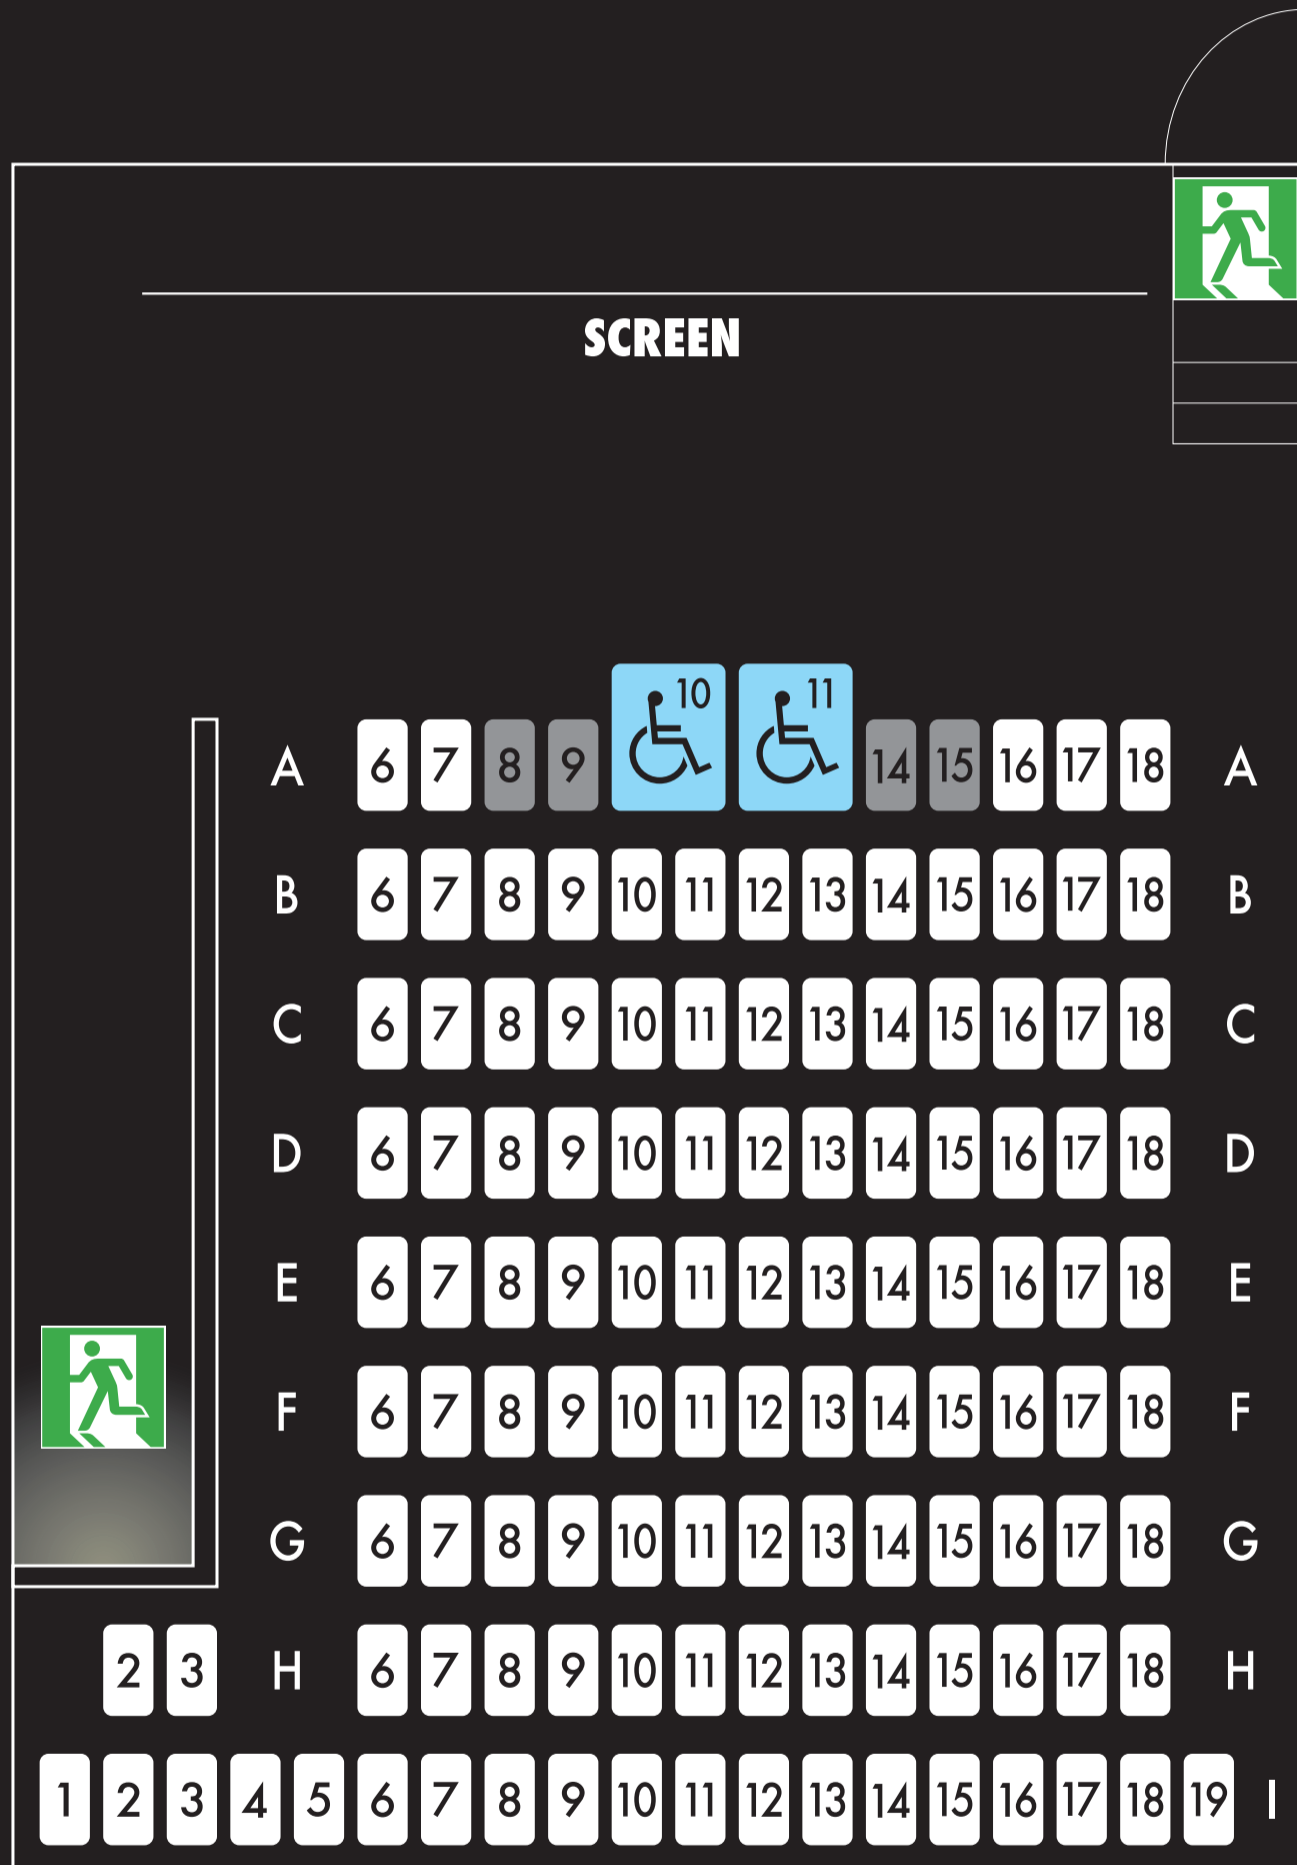 SCREEN
A 6 7 8 9 10 11 14 15 16 17 18 A
B 6 7 8 9 10 11 12 13 14 15 16 17 18 B
C 6 7 8 9 10 11 12 13 14 15 16 17 18 C
D 6 7 8 9 10 11 12 13 14 15 16 17 18 D
E 6 7 8 9 10 11 12 13 14 15 16 17 18 E
F 6 7 8 9 10 11 12 13 14 15 16 17 18 F
G 6 7 8 9 10 11 12 13 14 15 16 17 18 G
2 3 H 6 7 8 9 10 11 12 13 14 15 16 17 18 H
1 2 3 4 5 6 7 8 9 10 11 12 13 14 15 16 17 18 19 I